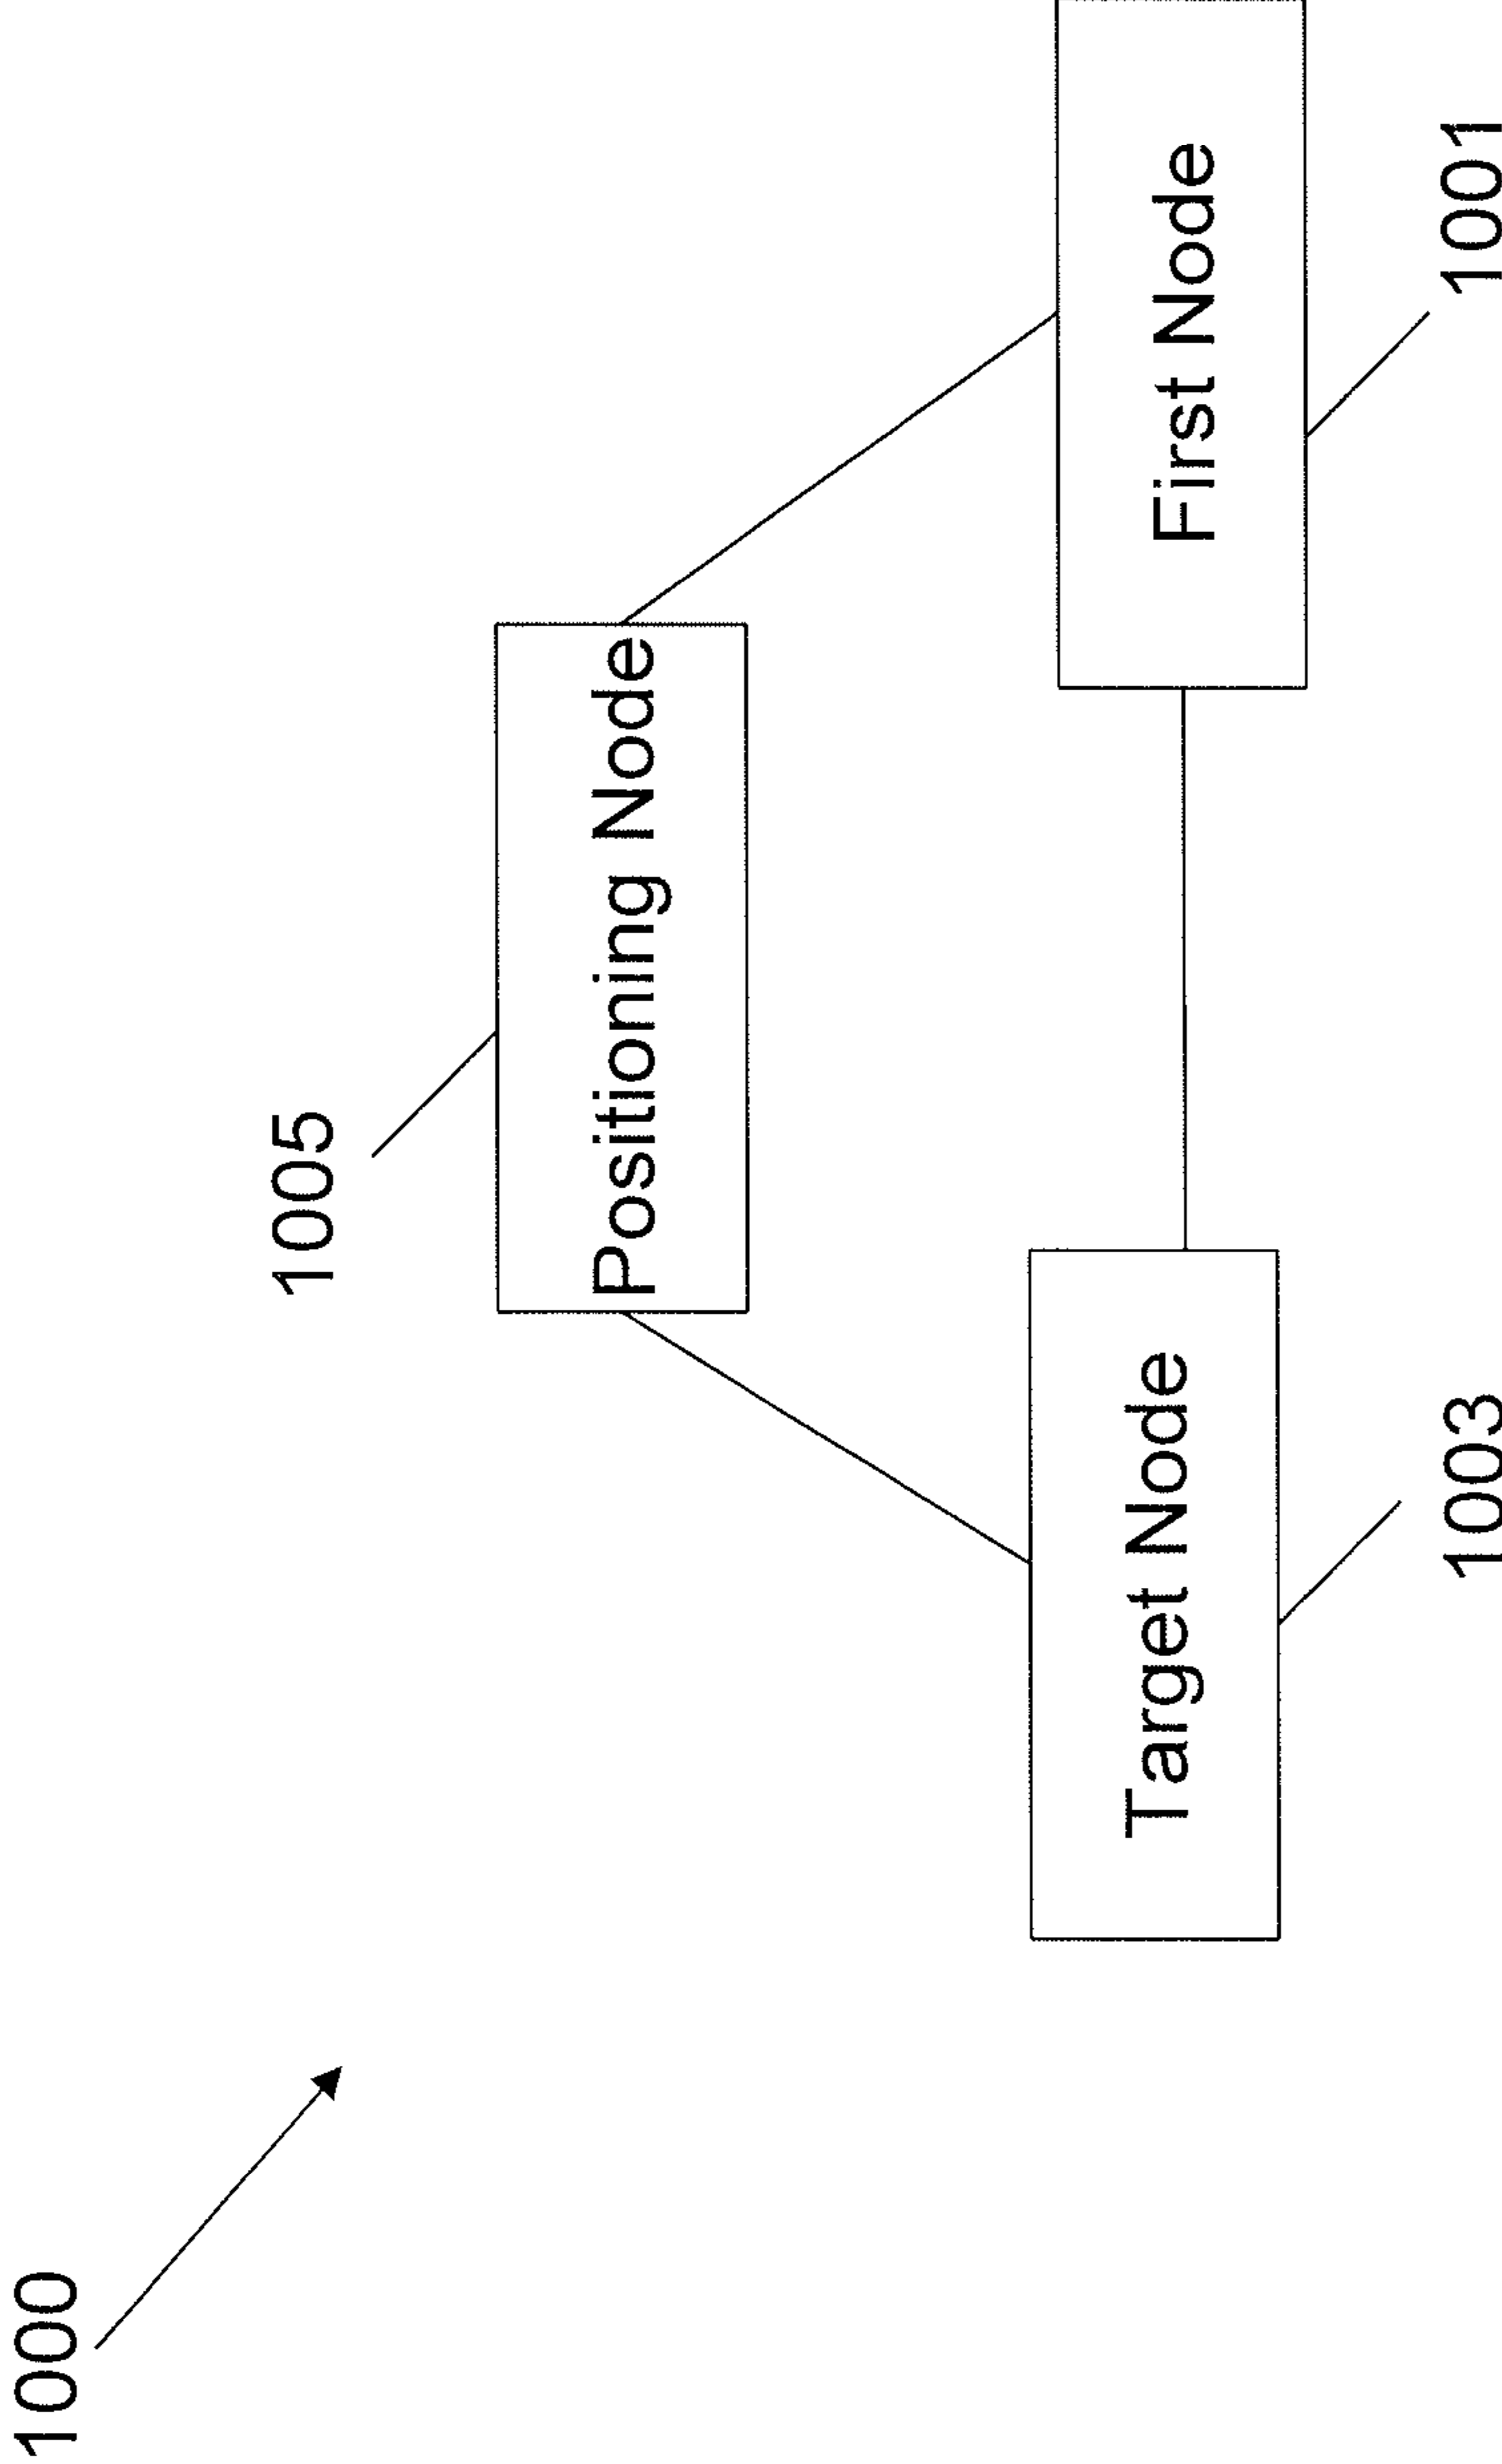 1000
1005
Positioning Node
Target Node
First Node
1003
1001